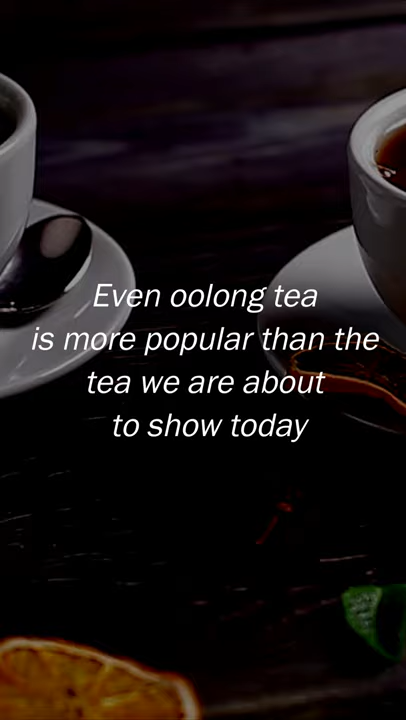 Even oolong tea
is more popular than the
tea we are about
to show today